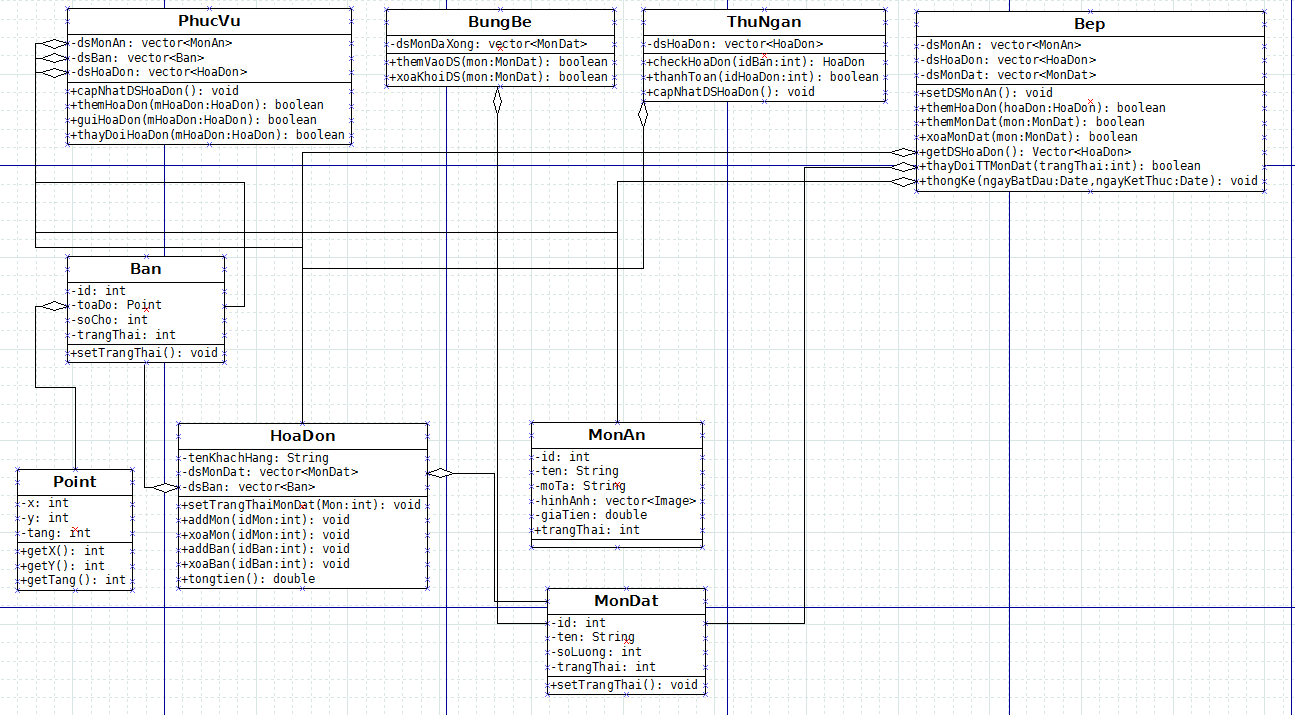 PhucVu
-dsMonAn: vector<MonAn>
-dsBan: vector<Ban>
-dsHoaDon: vector<HoaDon>
+capNhatDSHoaDon(): void
+themHoaDon(mHoaDon:HoaDon): boolean
+guiHoaDon(mHoaDon:HoaDon): boolean
+thayDoiHoaDon(mHoaDon:HoaDon): boolean
BungBe
-dsMonDaXong: vector<MonDat>
+themVaoDS(mon:MonDat): boolean
+xoaKhoiDS(mon:MonDat): boolean
ThuNgan
-dsHoaDon: vector<HoaDon>
+checkHoaDon(idBan:int): HoaDon
+thanhToan(idHoaDon:int): boolean
+capNhatDSHoaDon(): void
Bep
-dsMonAn: vector<MonAn>
-dsHoaDon: vector<HoaDon>
-dsMonDat: vector<MonDat>
+setDSMonAn(): void
+themHoaDon(hoaDon:HoaDon): boolean
+themMonDat(mon:MonDat): boolean
+xoaMonDat(mon:MonDat): boolean
+getDSHoaDon(): Vector<HoaDon>
+thayDoiTTMonDat(trangThai:int): boolean
+thongKe(ngayBatDau:Date,ngayKetThuc:Date): void
Ban
-id: int
-toaDo: Point
-soCho: int
-trangThai: int
+setTrangThai(): void
Point
-x: int
-y: int
-tang: int
+getX(): int
+getY(): int
+getTang(): int
HoaDon
-tenKhachHang: String
-dsMonDat: vector<MonDat>
-dsBan: vector<Ban>
+setTrangThaiMonDat(Mon:int): void
+addMon(idMon:int): void
+xoaMon(idMon:int): void
+addBan(idBan:int): void
+xoaBan(idBan:int): void
+tongtien(): double
MonAn
-id: int
-ten: String
-moTa: String
-hinhAnh: vector<Image>
-giaTien: double
+trangThai: int
MonDat
-id: int
-ten: String
-soLuong: int
-trangThai: int
+setTrangThai(): void